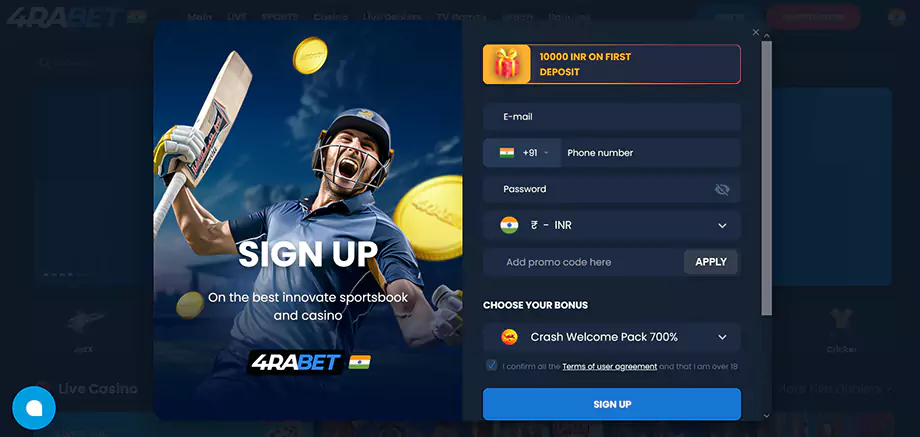 4RABET
Main LIVE SPORTS Casino Live Dealers TV Games
10000 INR ON FIRST
DEPOSIT
E-mail
+91 Phone number
Password
₹ - INR
Add promo code here APPLY
CHOOSE YOUR BONUS
Crash Welcome Pack 700%
I confirm all the Terms of user agreement and that I am over 18
SIGN UP
SIGN UP
On the best innovate sportsbook
and casino
4RABET
Cricket
Live Casino